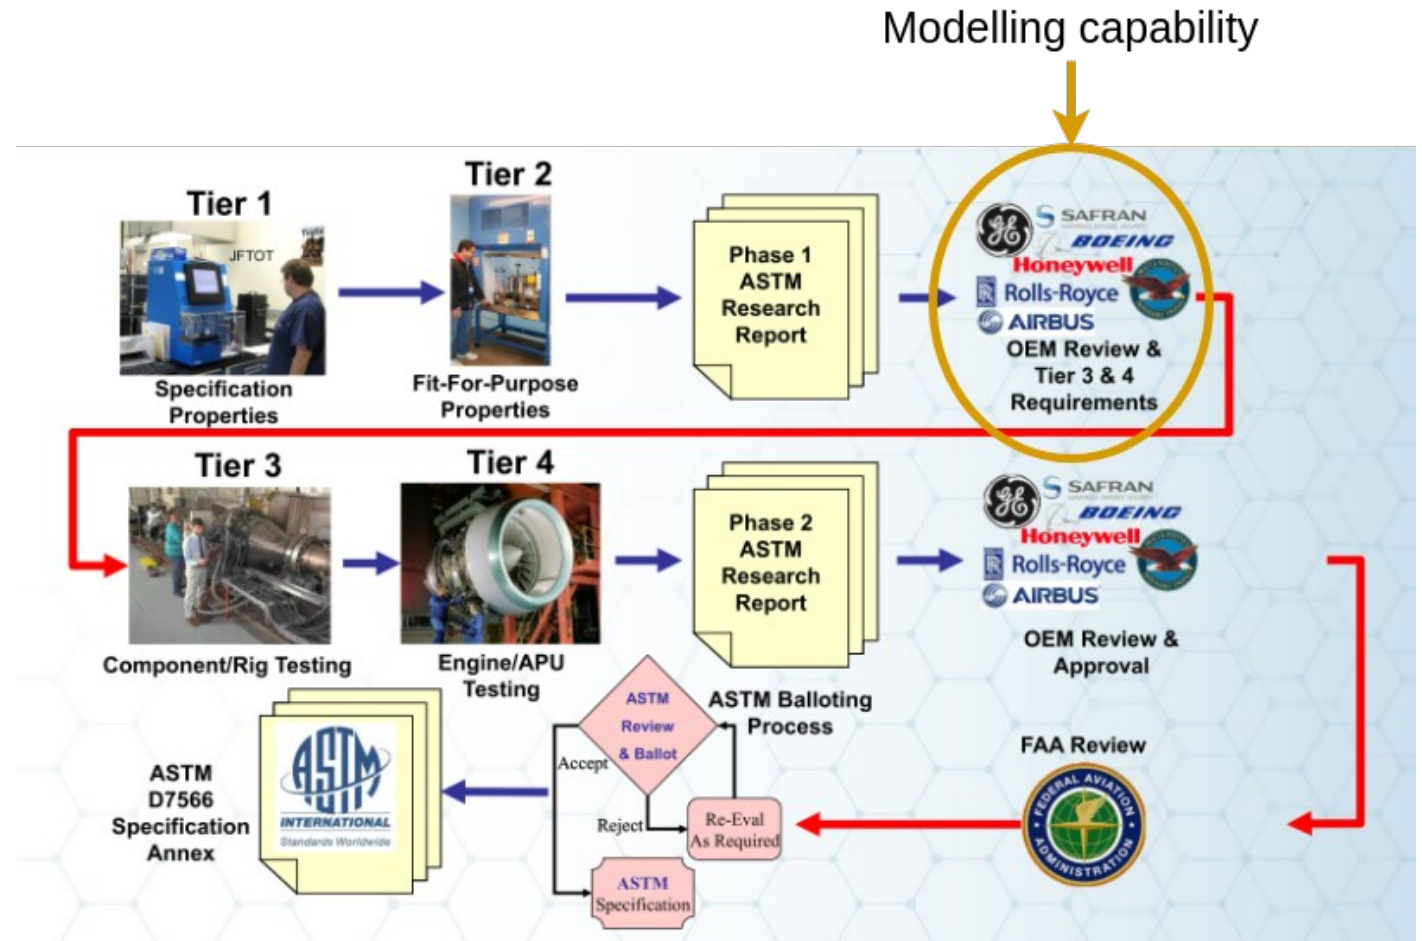 Modelling capability
Tier 1
JFTOT
Specification
Properties
Tier 2
Fit-For-Purpose
Properties
Phase 1
ASTM
Research
Report
GE
SAFRAN
BOEING
Honeywell
Rolls-Royce
AIRBUS
OEM Review &
Tier 3 & 4
Requirements
Tier 3
Component/Rig Testing
Tier 4
Engine/APU
Testing
Phase 2
ASTM
Research
Report
GE
SAFRAN
BOEING
Honeywell
Rolls-Royce
AIRBUS
OEM Review &
Approval
FAA Review
FEDERAL AVIATION
ADMINISTRATION
ASTM Balloting
Process
ASTM
Review
& Ballot
Accept
Reject
Re-Eval
As Required
ASTM
Specification
ASTM
INTERNATIONAL
Standards Worldwide
ASTM
D7566
Specification
Annex